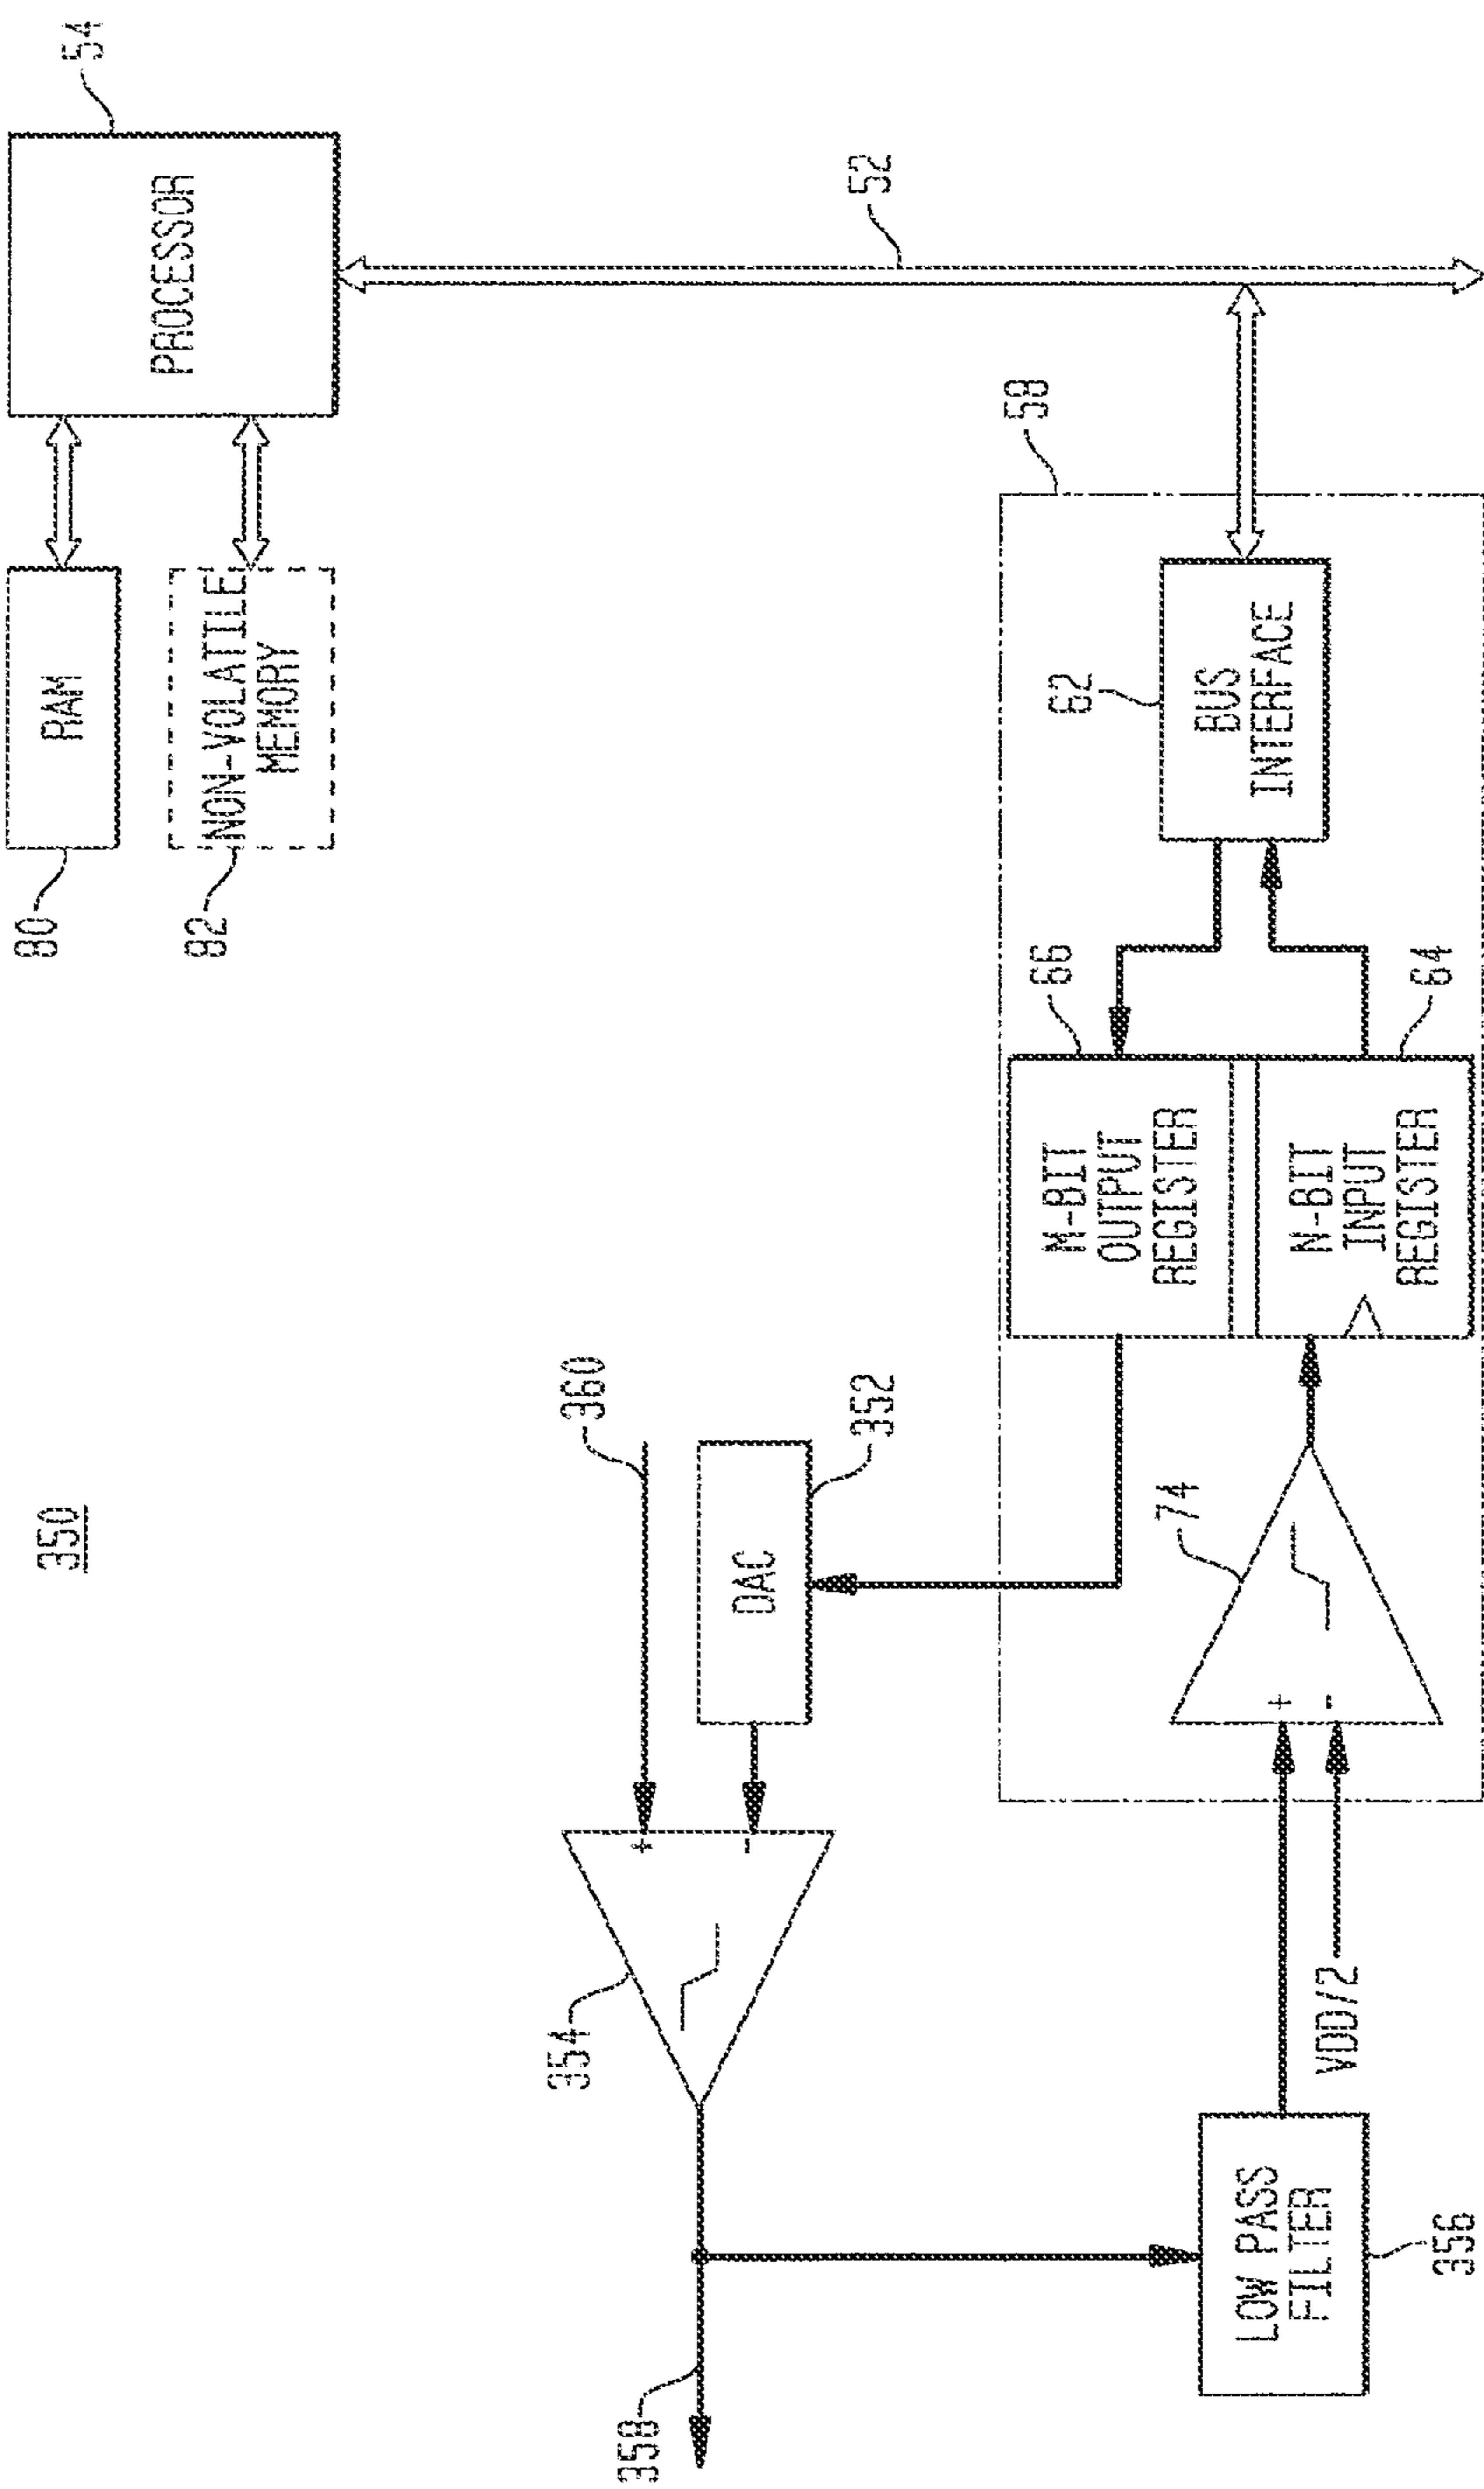 350
54
PROCESSOR
RAM
80
NON-VOLATILE
MEMORY
82
52
58
62
BUS
INTERFACE
66
M-BIT
OUTPUT
REGISTER
64
N-BIT
INPUT
REGISTER
360
352
DAC
74
+
-
354
+
-
VDD/2
358
LOW PASS
FILTER
356